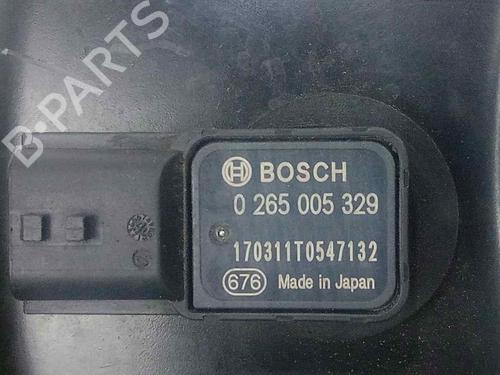 B-PARTS
BOSCH
0 265 005 329
170311T0547132
676 Made in Japan